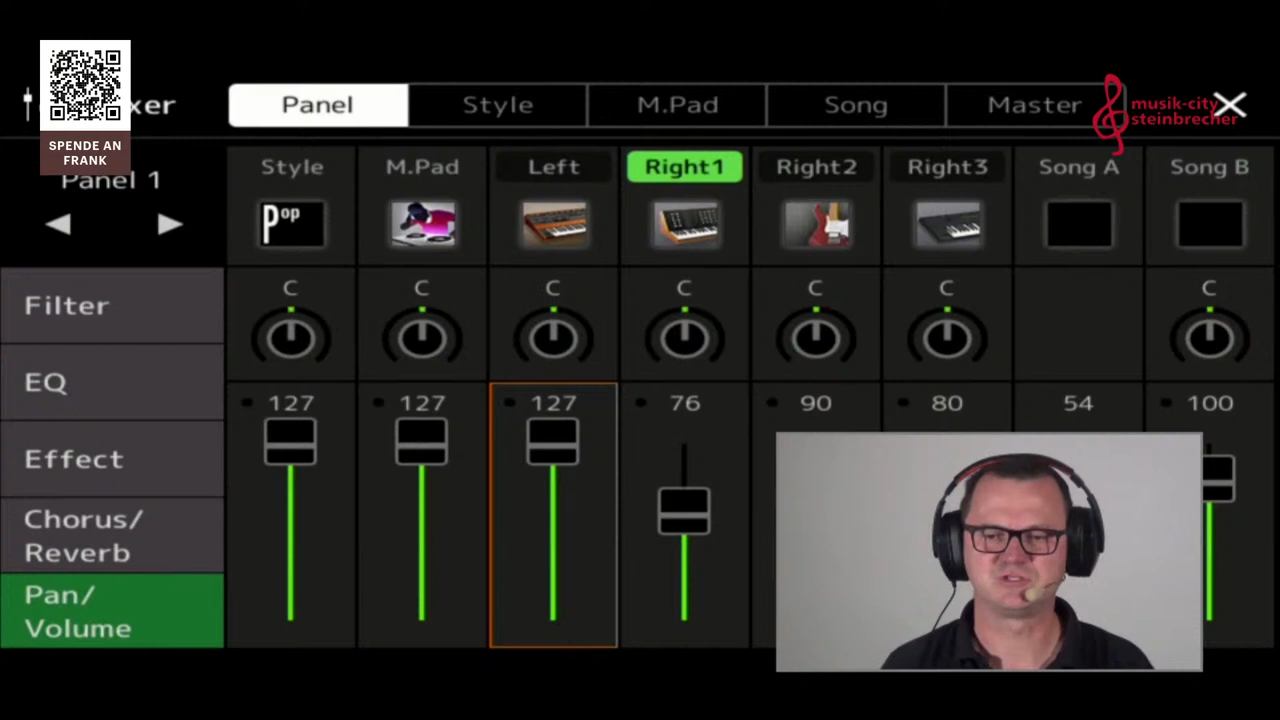 xer
Panel
Style
M.Pad
Song
Master
musik-city
steinbrecher
SPENDE AN
FRANK
Panel 1
Style
M.Pad
Left
Right1
Right2
Right3
Song A
Song B
Pop
Filter
C
C
C
C
C
C
C
EQ
127
127
127
76
90
80
54
100
Effect
Chorus/
Reverb
Pan/
Volume